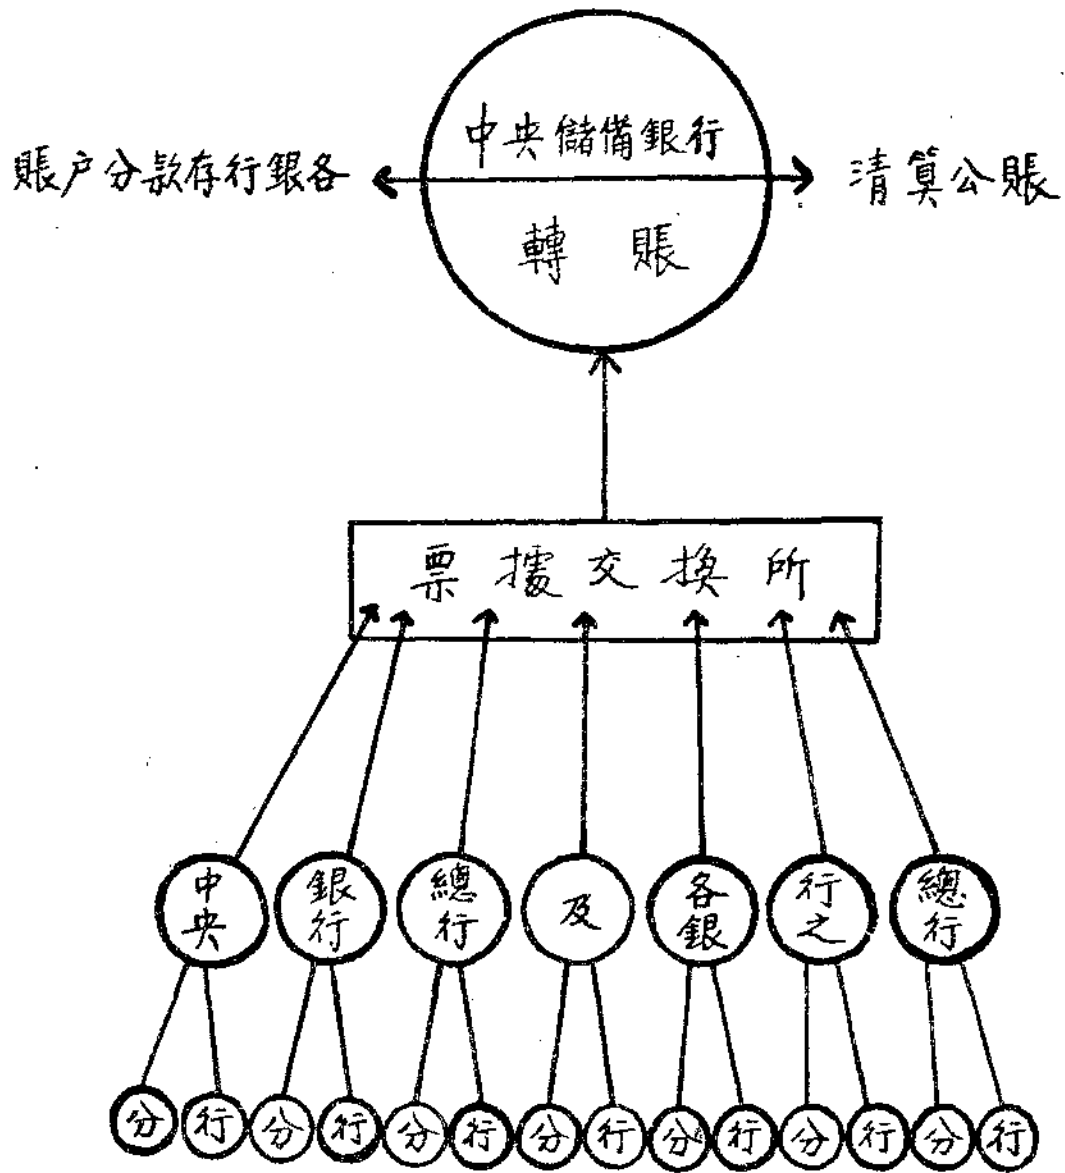 中央儲備銀行
各銀行存款分户賬
清算公賬
轉賬
票據交換所
中央
銀行
總行
及
各銀
行之
總行
分 行 分 行 分 行 分 行 分 行 分 行 分 行